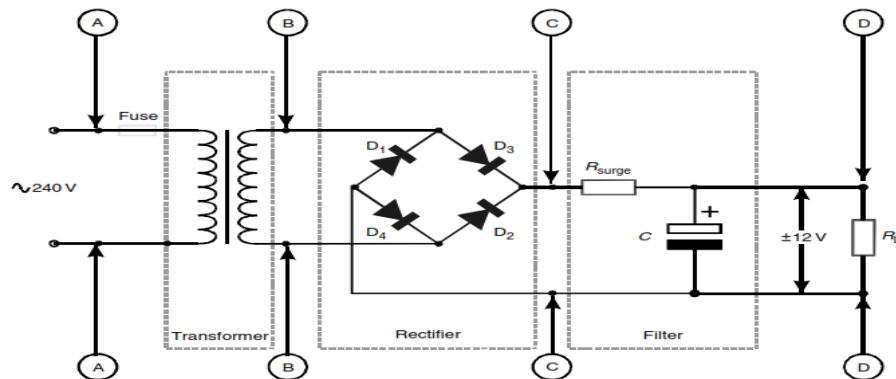 A
B
C
D
Fuse
D1
D3
Rsurge
240 V
+
C
±12 V
D4
D2
Transformer
Rectifier
Filter
A
B
C
D